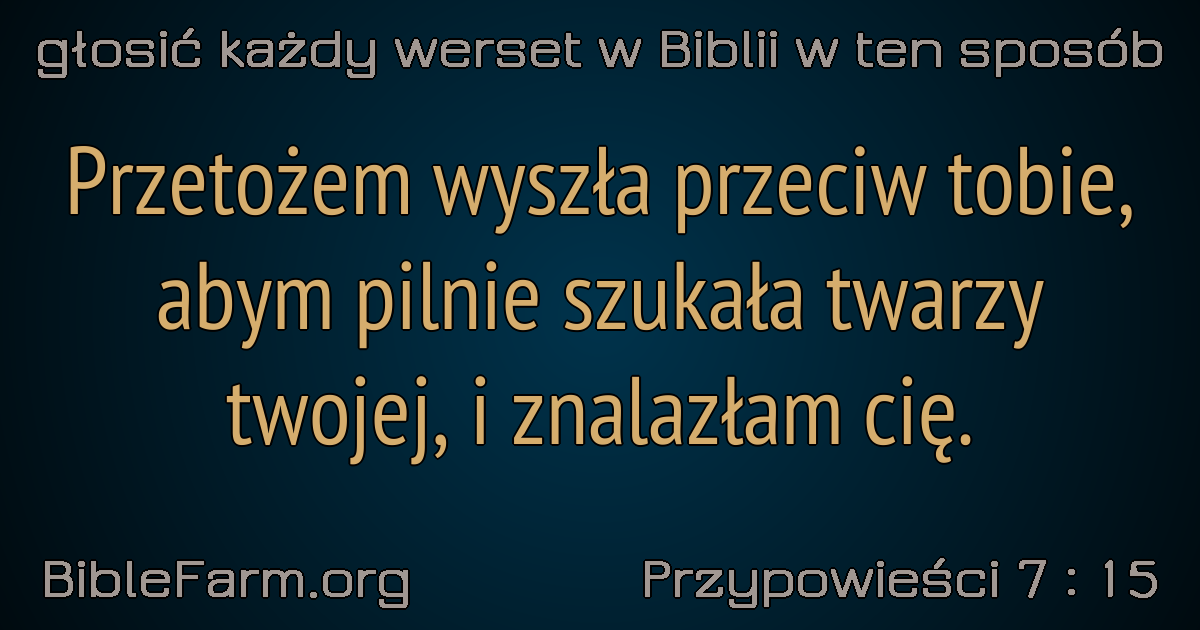 głosić każdy werset w Biblii w ten sposób
Przetożem wyszła przeciw tobie,
abym pilnie szukała twarzy
twojej, i znalazłam cię.
BibleFarm.org
Przypowieści 7 : 15